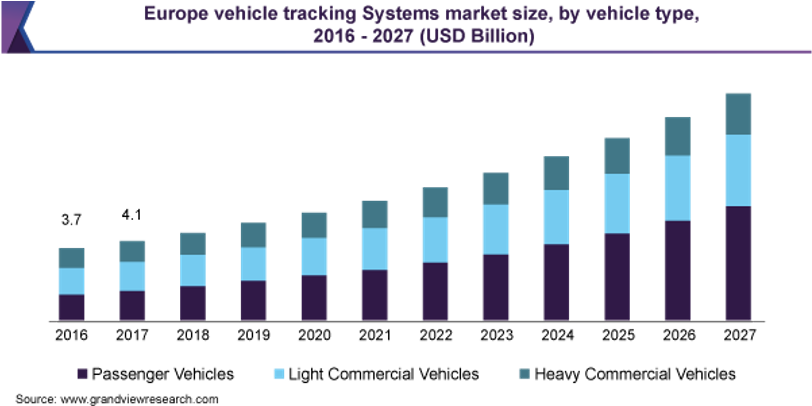 Europe vehicle tracking Systems market size, by vehicle type,
2016 - 2027 (USD Billion)
3.7
4.1
2016 2017 2018 2019 2020 2021 2022 2023 2024 2025 2026 2027
Passenger Vehicles Light Commercial Vehicles Heavy Commercial Vehicles
Source: www.grandviewresearch.com